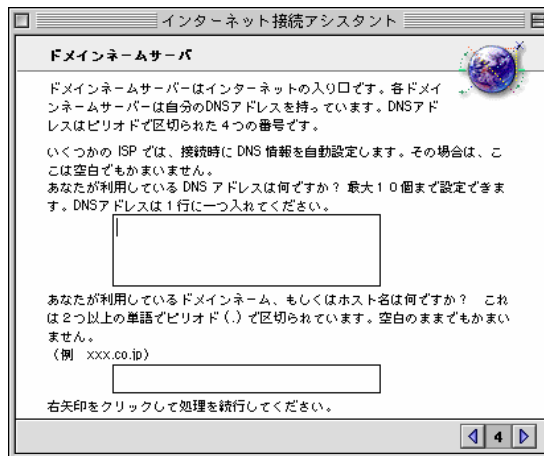 インターネット接続アシスタント
ドメインネームサーバ
ドメインネームサーバーはインターネットの入り口です。各ドメイ
ンネームサーバーは自分のDNSアドレスを持っています。DNSアド
レスはピリオドで区切られた４つの番号です。
いくつかの ISP では、接続時に DNS 情報を自動設定します。その場合は、こ
こは空白でもかまいません。
あなたが利用している DNS アドレスは何ですか？ 最大１０個まで設定できま
す。DNSアドレスは１行に一つ入れてください。
あなたが利用しているドメインネーム、もしくはホスト名は何ですか？　これ
は２つ以上の単語でピリオド（.）で区切られています。空白のままでもかまい
ません。
（例　xxx.co.jp）
右矢印をクリックして処理を続行してください。
4